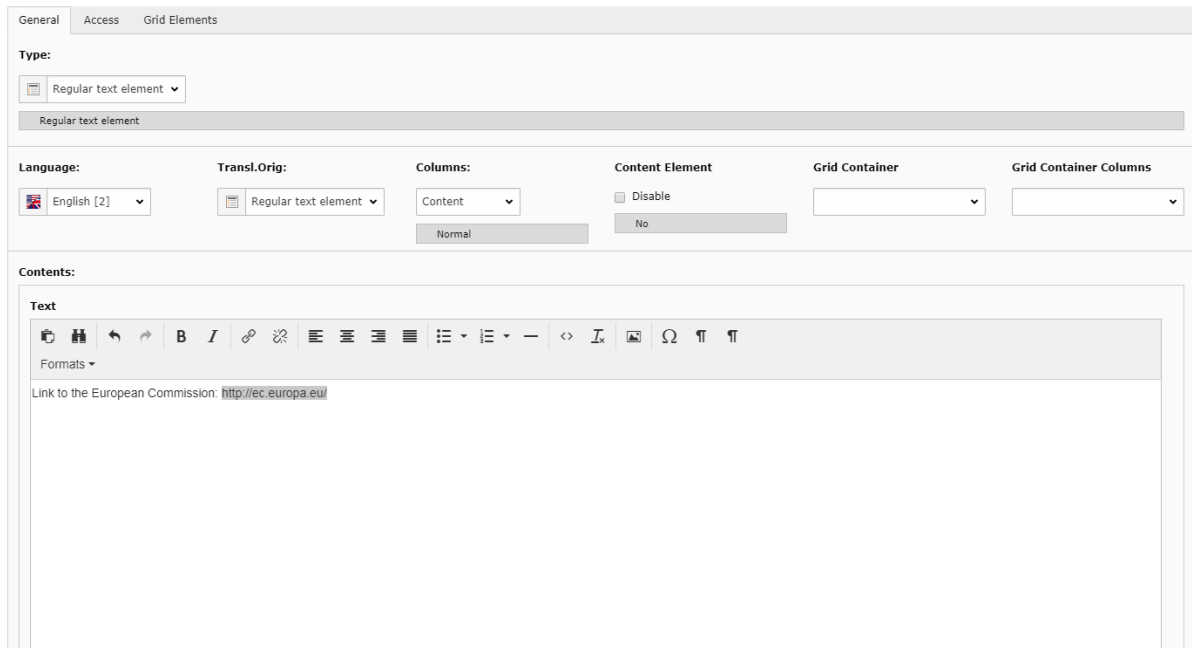 General Access Grid Elements
Type:
Regular text element
Regular text element
Language: Transl.Orig: Columns: Content Element Grid Container Grid Container Columns
English [2] Regular text element Content Disable
Normal No
Contents:
Text
B I
Formats
Link to the European Commission: http://ec.europa.eu/